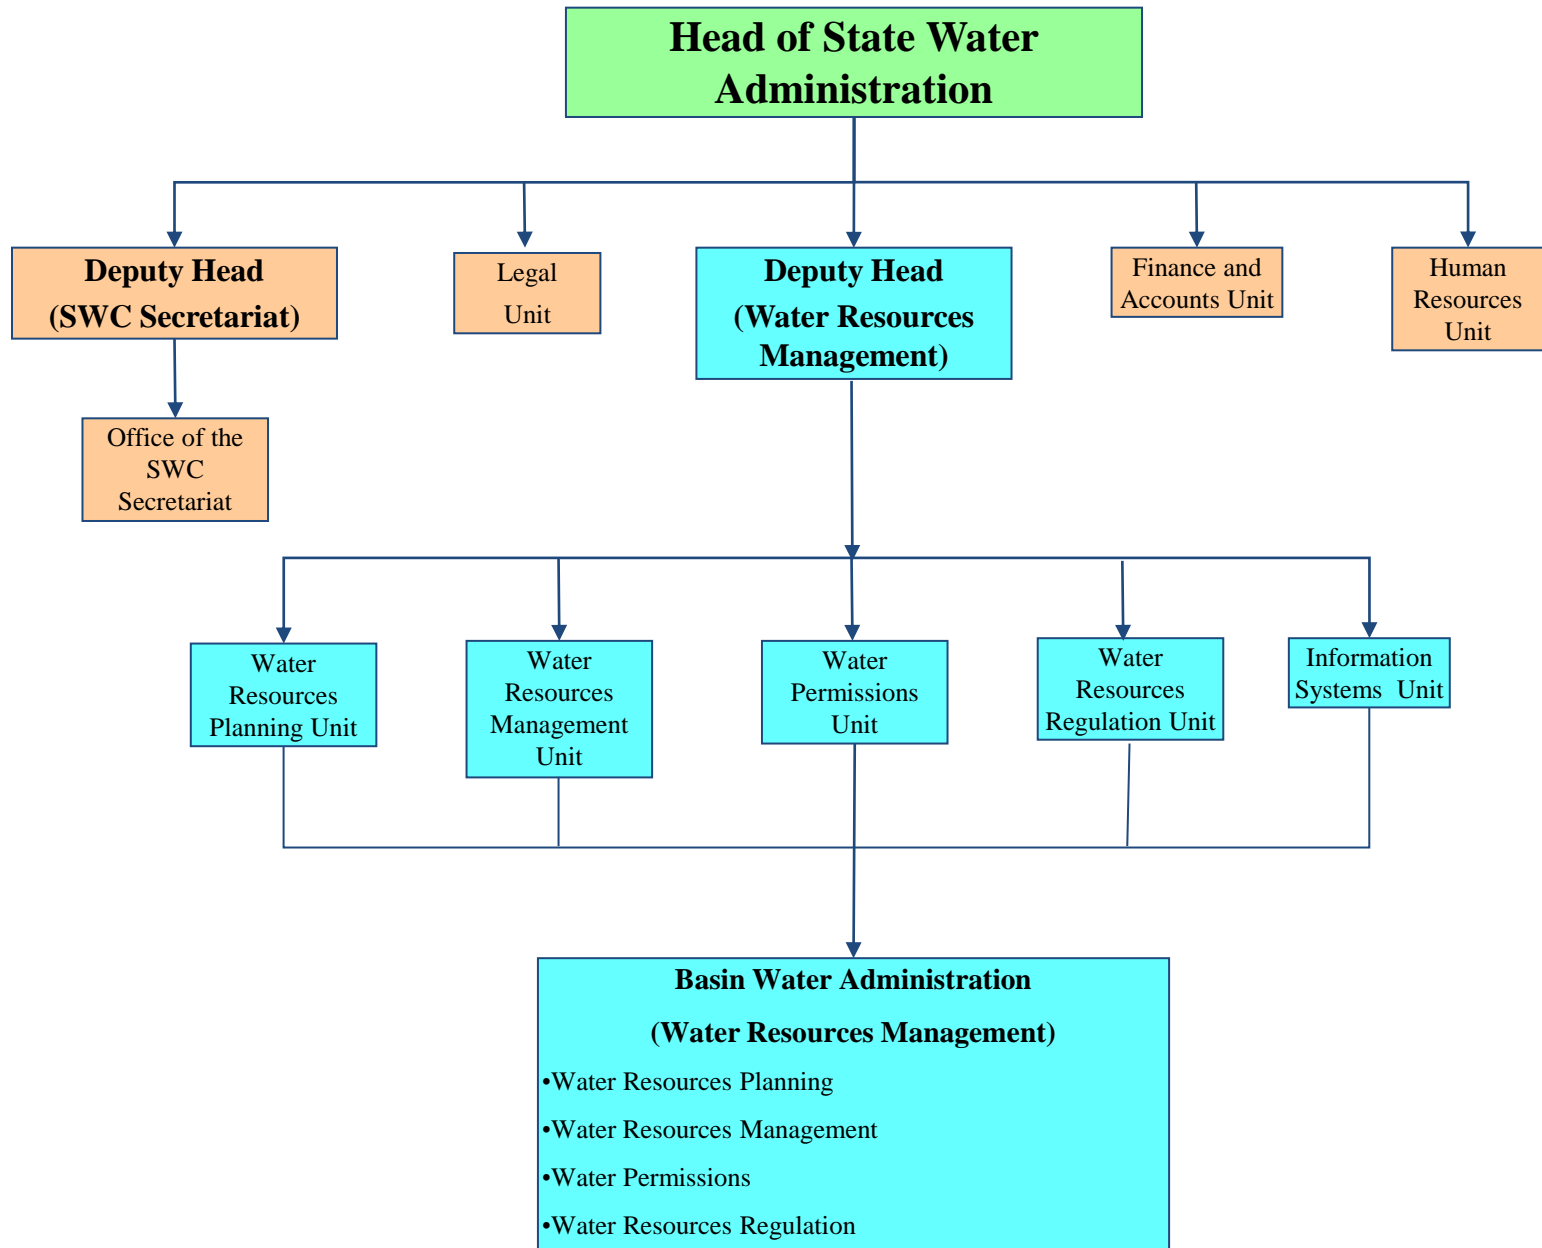 Head of State Water
Administration
Deputy Head
(SWC Secretariat)
Legal
Unit
Deputy Head
(Water Resources
Management)
Finance and
Accounts Unit
Human
Resources
Unit
Office of the
SWC
Secretariat
Water
Resources
Planning Unit
Water
Resources
Management
Unit
Water
Permissions
Unit
Water
Resources
Regulation Unit
Information
Systems  Unit
Basin Water Administration
(Water Resources Management)
•Water Resources Planning
•Water Resources Management
•Water Permissions
•Water Resources Regulation